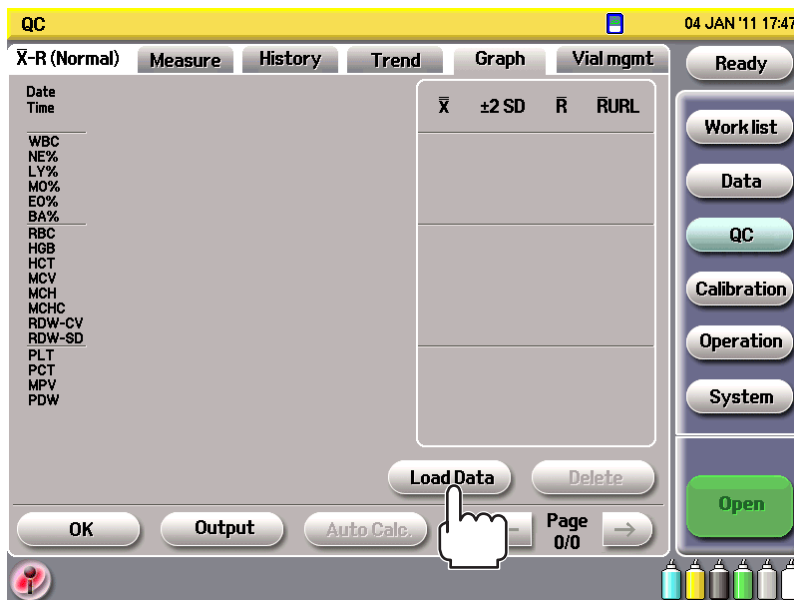 QC
04 JAN '11 17:47
X̅-R (Normal) Measure History Trend Graph Vial mgmt
Ready
Date
Time
X̿ ±2 SD R̅ R̅URL
WBC
NE%
LY%
MO%
EO%
BA%
RBC
HGB
HCT
MCV
MCH
MCHC
RDW-CV
RDW-SD
PLT
PCT
MPV
PDW
Load Data Delete
OK Output Auto Calc. ← Page →
0/0
Work list
Data
QC
Calibration
Operation
System
Open